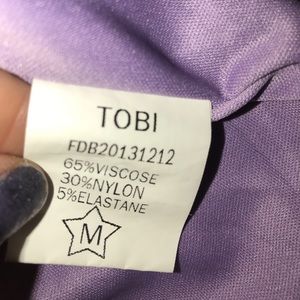 TOBI
FDB20131212
65%VISCOSE
30%NYLON
5%ELASTANE
M